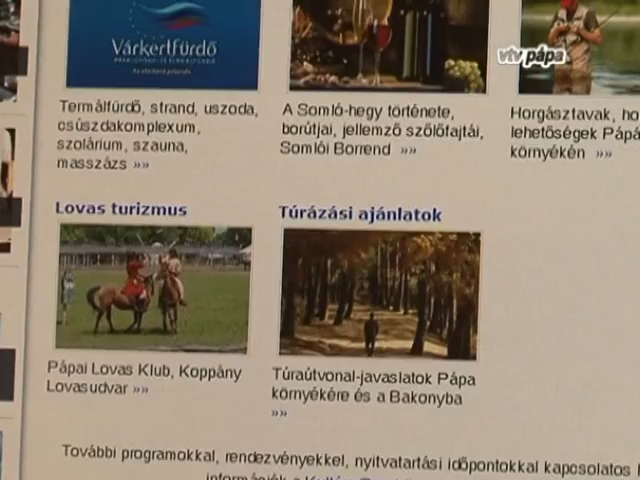 Várkertfürdő
vtv pápa
Termálfürdő, strand, uszoda,
csúszdakomplexum,
szolárium, szauna,
masszázs »»
A Somló-hegy története,
borútjai, jellemző szőlőfajtái,
Somlói Borrend »»
Horgásztavak, ho
lehetőségek Pápá
környékén »»
Lovas turizmus
Túrázási ajánlatok
Pápai Lovas Klub, Koppány
Lovasudvar »»
Túraútvonal-javaslatok Pápa
környékére és a Bakonyba
»»
További programokkal, rendezvényekkel, nyitvatartási időpontokkal kapcsolatos